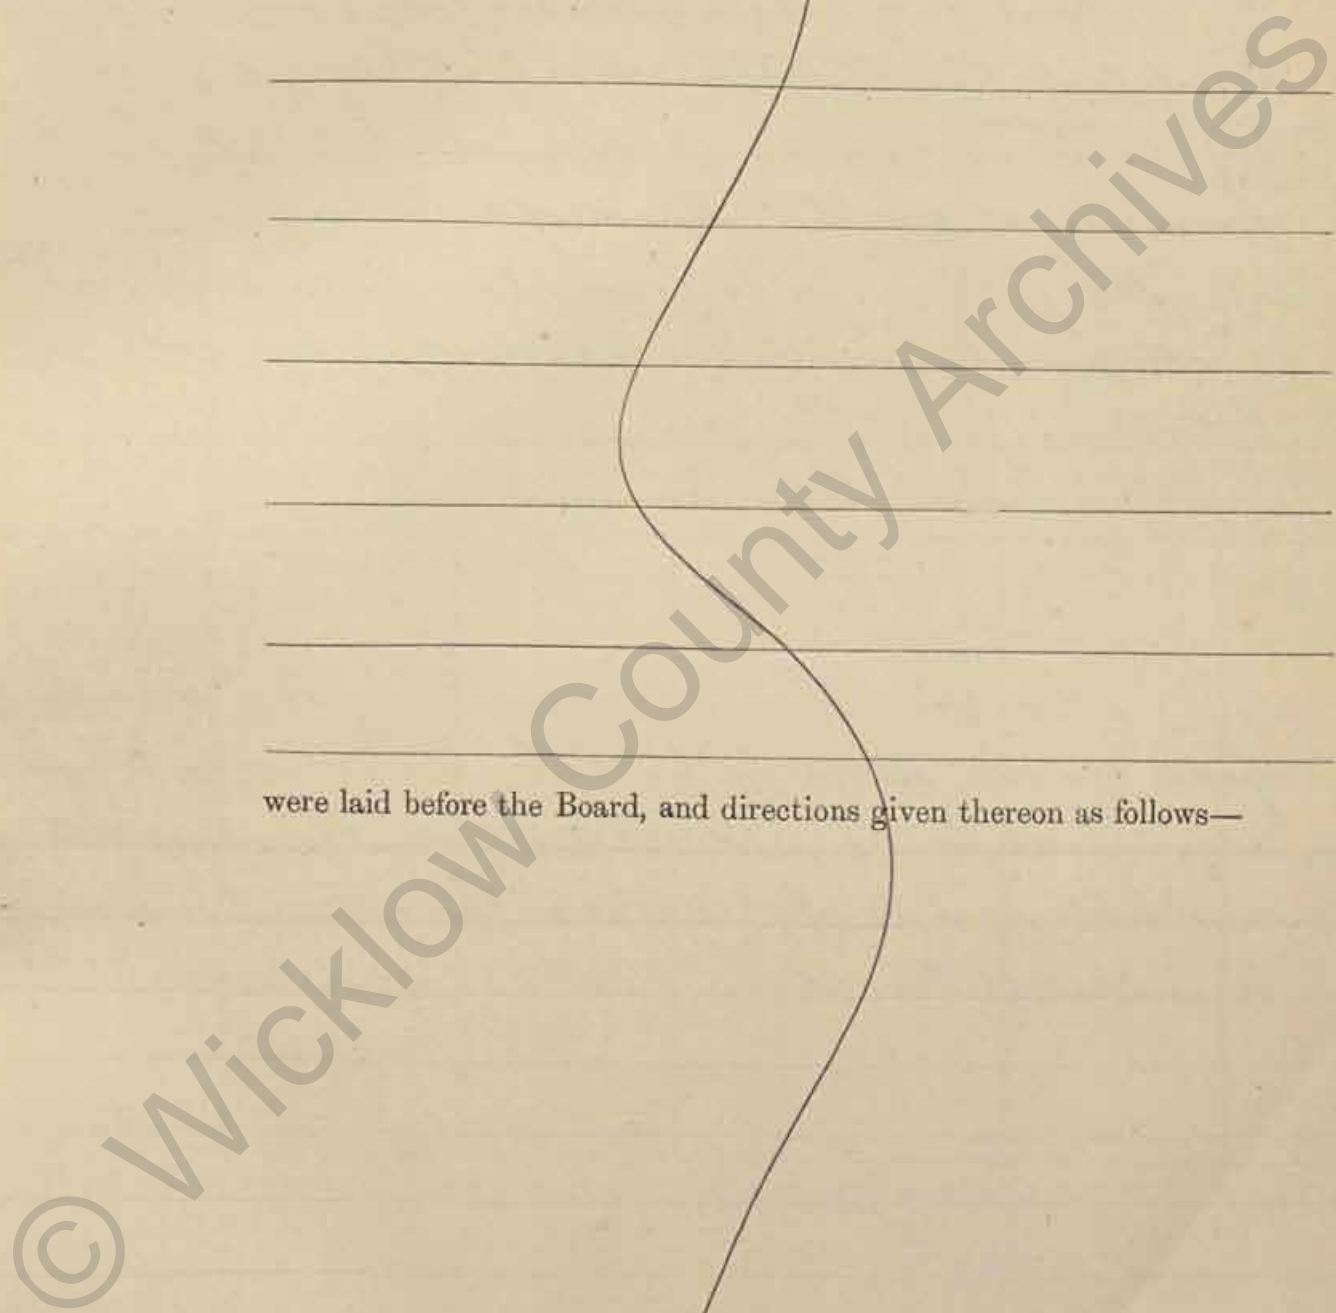 were laid before the Board, and directions given thereon as follows—
© Wicklow County Archives